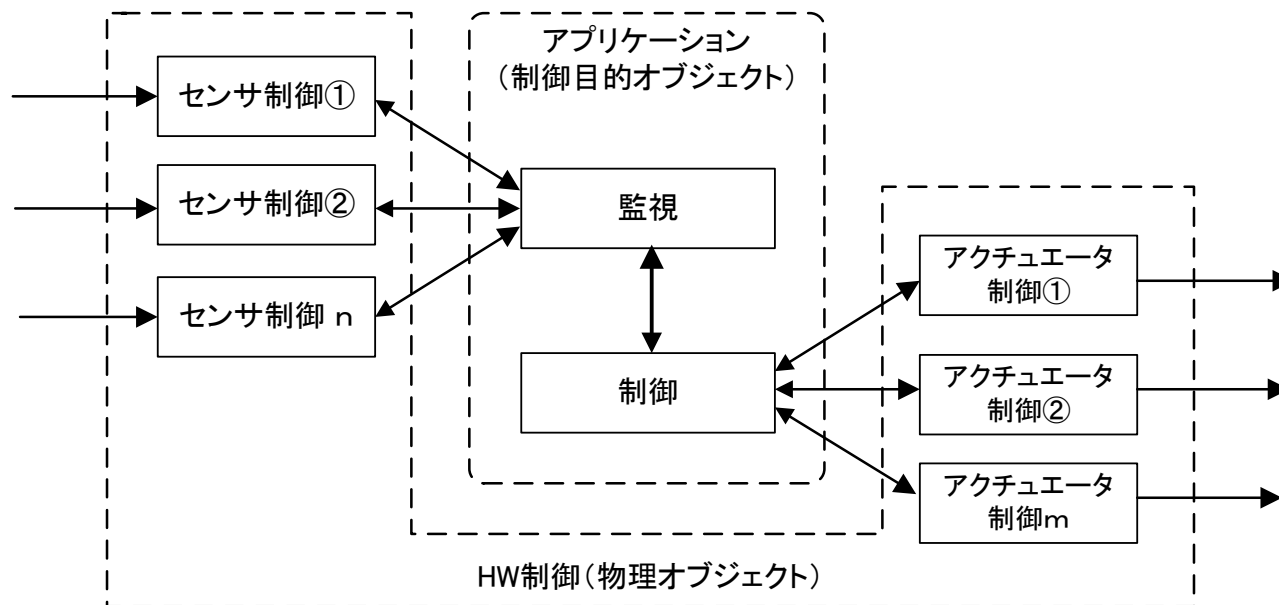 アプリケーション
（制御目的オブジェクト）
センサ制御①
センサ制御②
センサ制御 ｎ
監視
制御
アクチュエータ
制御①
アクチュエータ
制御②
アクチュエータ
制御ｍ
HW制御（物理オブジェクト）